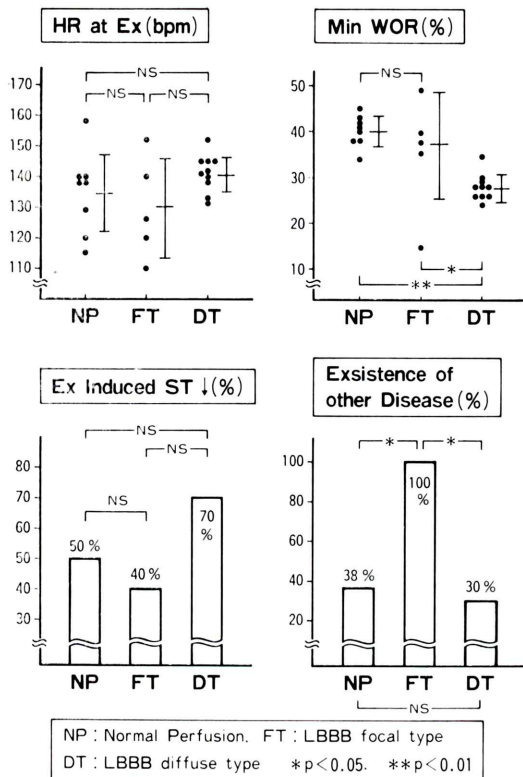 HR at Ex (bpm)
NS
NS NS
170
160
150
140
130
120
110
NP FT DT
Min WOR (%)
NS
50
40
30
20
10
*
**
NP FT DT
Ex Induced ST ↓ (%)
NS
NS
NS
80
70
60
50
40
30
50 %
40 %
70
%
NP FT DT
Exsistence of
other Disease (%)
* *
100
80
60
40
20
38 %
100
%
30 %
NP FT DT
NS
NP : Normal Perfusion. FT : LBBB focal type
DT : LBBB diffuse type *p<0.05. **p<0.01